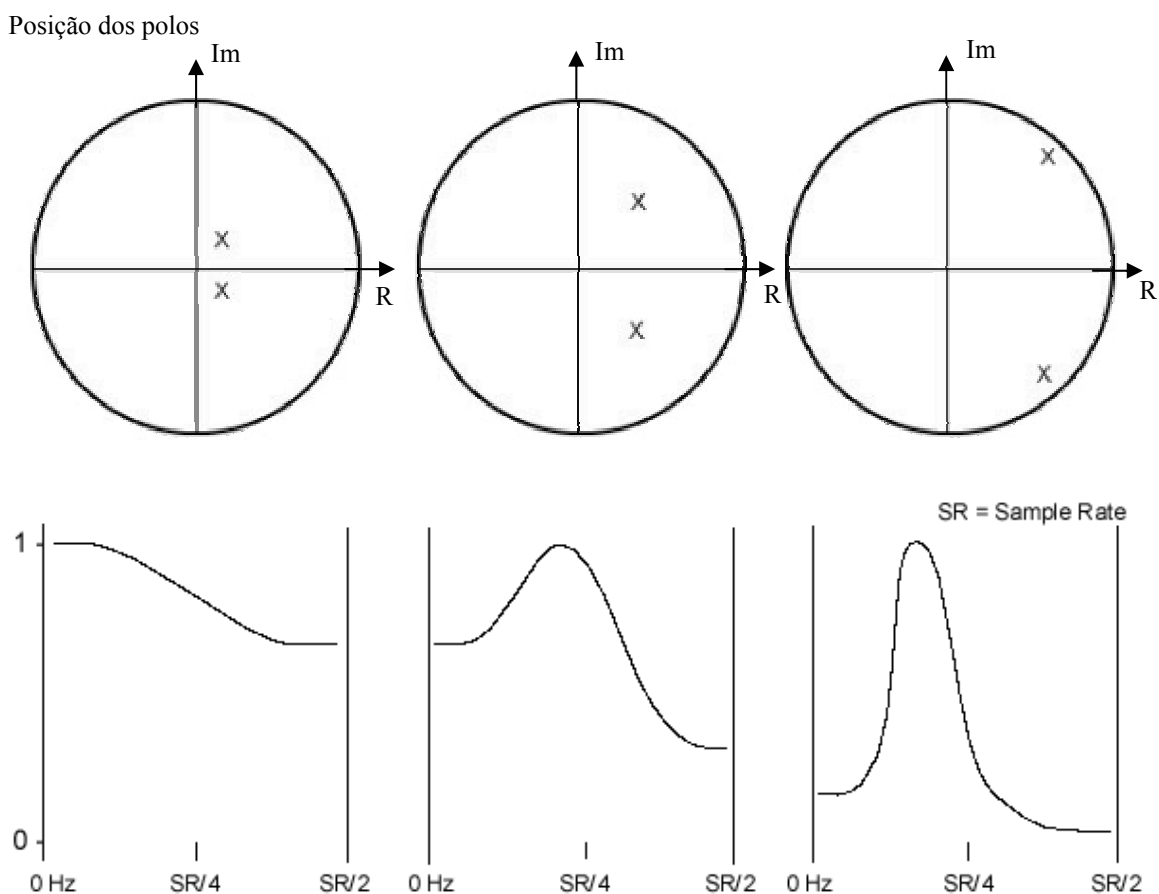 Posição dos polos
Im
Im
Im
R
R
R
SR = Sample Rate
1
0
0 Hz SR/4 SR/2 0 Hz SR/4 SR/2 0 Hz SR/4 SR/2